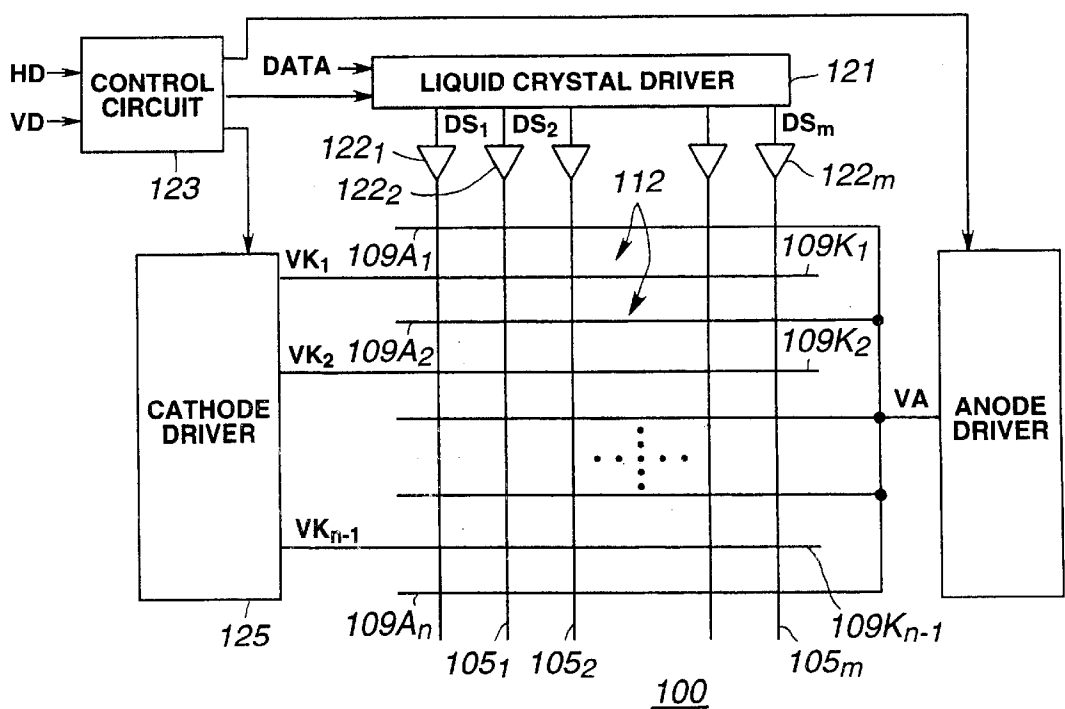 HD
VD
CONTROL
CIRCUIT
123
DATA
LIQUID CRYSTAL DRIVER
121
DS₁
DS₂
DSₘ
122₁
122₂
122ₘ
112
109A₁
VK₁
109K₁
109A₂
VK₂
109K₂
CATHODE
DRIVER
VA
ANODE
DRIVER
VKₙ₋₁
109Aₙ
109Kₙ₋₁
125
105₁
105₂
105ₘ
100